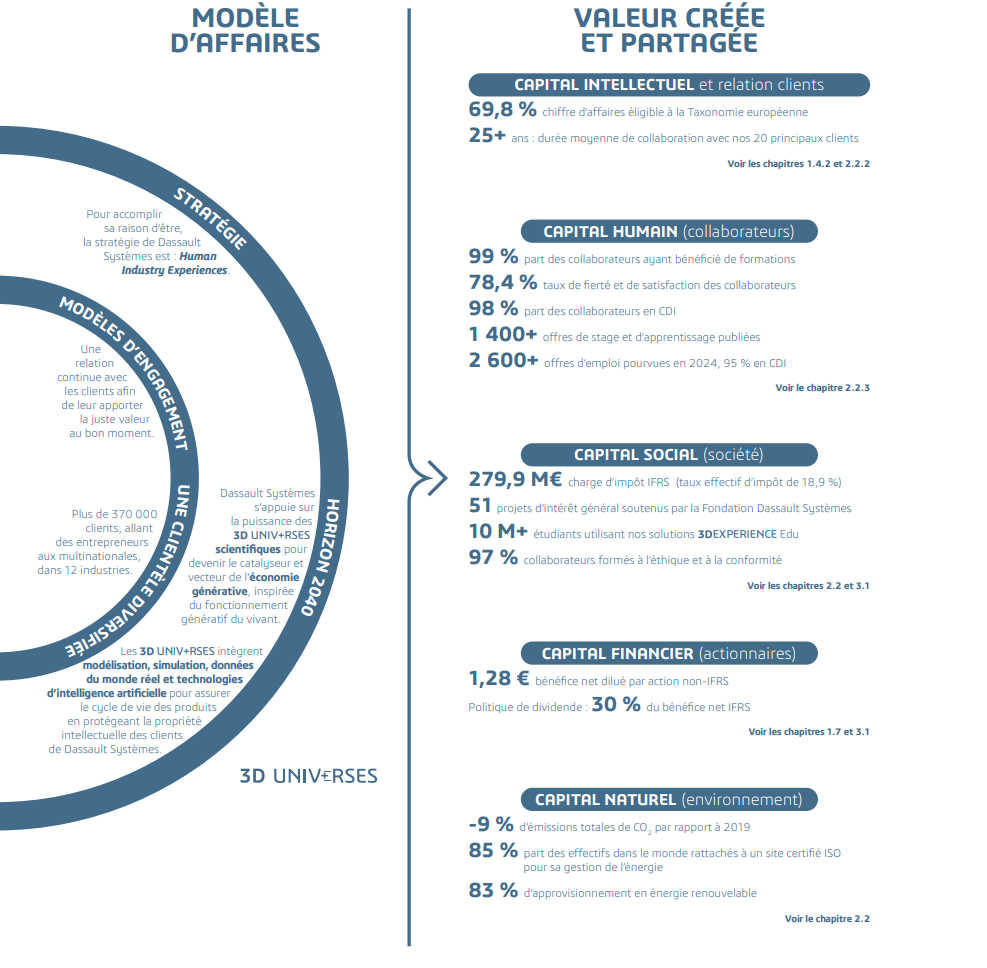 MODÈLE
D'AFFAIRES
STRATÉGIE
Pour accomplir
sa raison d'être,
la stratégie de Dassault
Systèmes est : Human
Industry Experiences.
MODÈLES D'ENGAGEMENT
Une
relation
continue avec
les clients afin
de leur apporter
la juste valeur
au bon moment.
UNE CLIENTÈLE DIVERSIFIÉE
Plus de 370 000
clients, allant
des entrepreneurs
aux multinationales,
dans 12 industries.
HORIZON 2040
Dassault Systèmes
s'appuie sur
la puissance des
3D UNIV+RSES
scientifiques pour
devenir le catalyseur et
vecteur de l'économie
générative, inspirée
du fonctionnement
génératif du vivant.
Les 3D UNIV+RSES intègrent
modélisation, simulation, données
du monde réel et technologies
d'intelligence artificielle pour assurer
le cycle de vie des produits
en protégeant la propriété
intellectuelle des clients
de Dassault Systèmes.
3D UNIV+RSES
VALEUR CRÉÉE
ET PARTAGÉE
CAPITAL INTELLECTUEL et relation clients
69,8 % chiffre d'affaires éligible à la Taxonomie européenne
25+ ans : durée moyenne de collaboration avec nos 20 principaux clients
Voir les chapitres 1.4.2 et 2.2.2
CAPITAL HUMAIN (collaborateurs)
99 % part des collaborateurs ayant bénéficié de formations
78,4 % taux de fierté et de satisfaction des collaborateurs
98 % part des collaborateurs en CDI
1 400+ offres de stage et d'apprentissage publiées
2 600+ offres d'emploi pourvues en 2024, 95 % en CDI
Voir le chapitre 2.2.3
CAPITAL SOCIAL (société)
279,9 M€ charge d'impôt IFRS (taux effectif d'impôt de 18,9 %)
51 projets d'intérêt général soutenus par la Fondation Dassault Systèmes
10 M+ étudiants utilisant nos solutions 3DEXPERIENCE Edu
97 % collaborateurs formés à l'éthique et à la conformité
Voir les chapitres 2.2 et 3.1
CAPITAL FINANCIER (actionnaires)
1,28 € bénéfice net dilué par action non-IFRS
Politique de dividende : 30 % du bénéfice net IFRS
Voir les chapitres 1.7 et 3.1
CAPITAL NATUREL (environnement)
-9 % d'émissions totales de CO2 par rapport à 2019
85 % part des effectifs dans le monde rattachés à un site certifié ISO
pour sa gestion de l'énergie
83 % d'approvisionnement en énergie renouvelable
Voir le chapitre 2.2